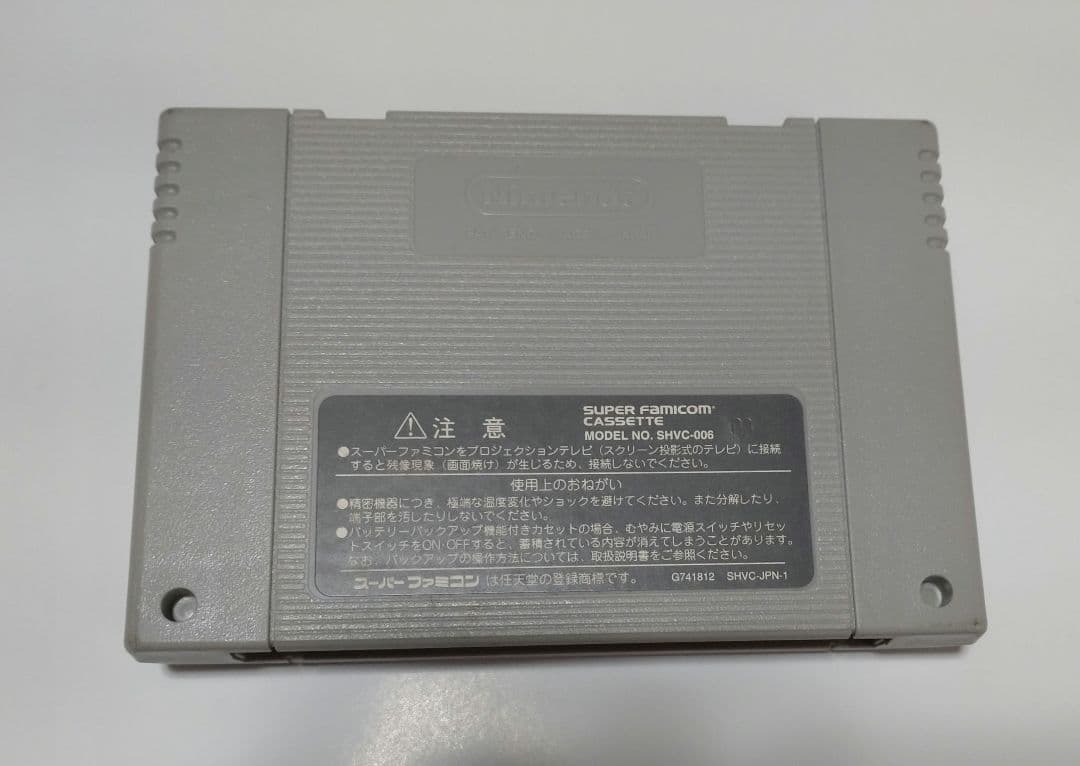 Nintendo
注 意
SUPER FAMICOM
CASSETTE
MODEL NO. SHVC-006
●スーパーファミコンをプロジェクションテレビ(スクリーン投影式のテレビ)に接続
すると残像現象(画面焼け)が生じるため、接続しないでください。
使用上のおねがい
●精密機器につき、極端な温度変化やショックを避けてください。また分解したり、
端子部を汚したりしないでください。
●バッテリーバックアップ機能付きカセットの場合、むやみに電源スイッチやリセッ
トスイッチをON・OFFすると、蓄積されている内容が消えてしまうことがあります。
なお、バックアップの操作方法については、取扱説明書をご参照ください。
スーパーファミコンは任天堂の登録商標です。 G741812 SHVC-JPN-1